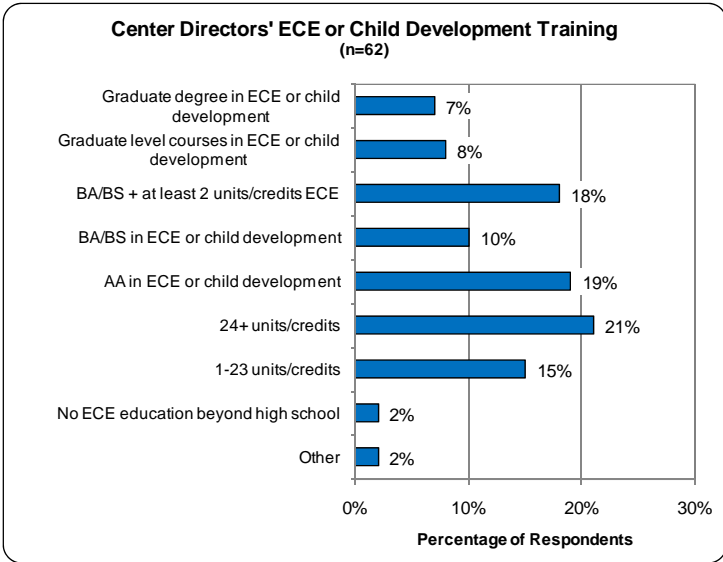 Center Directors' ECE or Child Development Training
(n=62)
Graduate degree in ECE or child
development
7%
Graduate level courses in ECE or child
development
8%
BA/BS + at least 2 units/credits ECE
18%
BA/BS in ECE or child development
10%
AA in ECE or child development
19%
24+ units/credits
21%
1-23 units/credits
15%
No ECE education beyond high school
2%
Other
2%
0%
10%
20%
30%
Percentage of Respondents